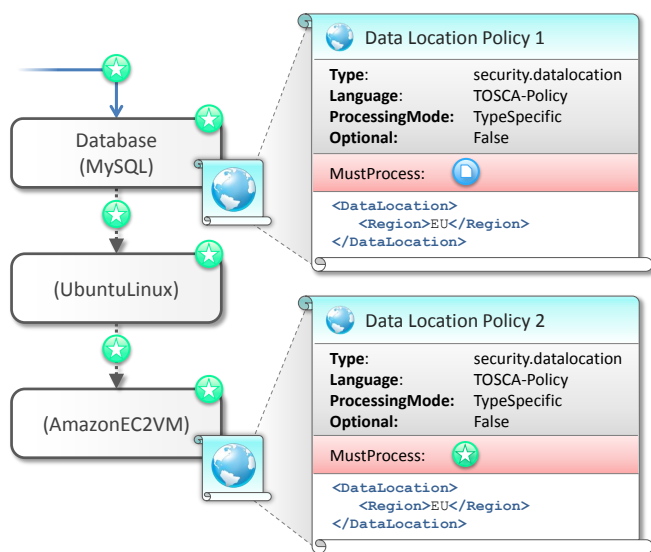 Database
(MySQL)
(UbuntuLinux)
(AmazonEC2VM)
Data Location Policy 1
Type: security.datalocation
Language: TOSCA-Policy
ProcessingMode: TypeSpecific
Optional: False
MustProcess:
<DataLocation>
<Region>EU</Region>
</DataLocation>
Data Location Policy 2
Type: security.datalocation
Language: TOSCA-Policy
ProcessingMode: TypeSpecific
Optional: False
MustProcess:
<DataLocation>
<Region>EU</Region>
</DataLocation>